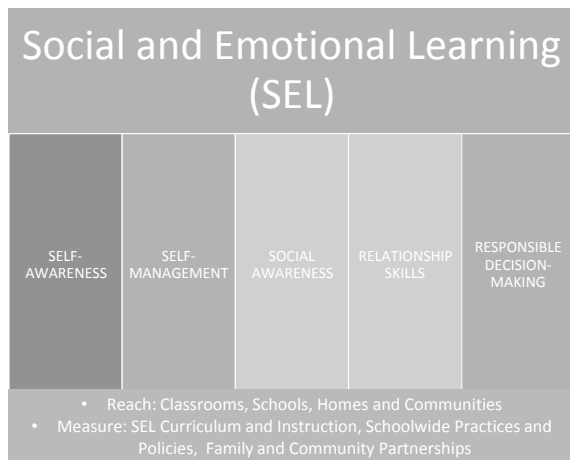 Social and Emotional Learning
(SEL)
SELF-
AWARENESS
SELF-
MANAGEMENT
SOCIAL
AWARENESS
RELATIONSHIP
SKILLS
RESPONSIBLE
DECISION-
MAKING
• Reach: Classrooms, Schools, Homes and Communities
• Measure: SEL Curriculum and Instruction, Schoolwide Practices and
Policies, Family and Community Partnerships